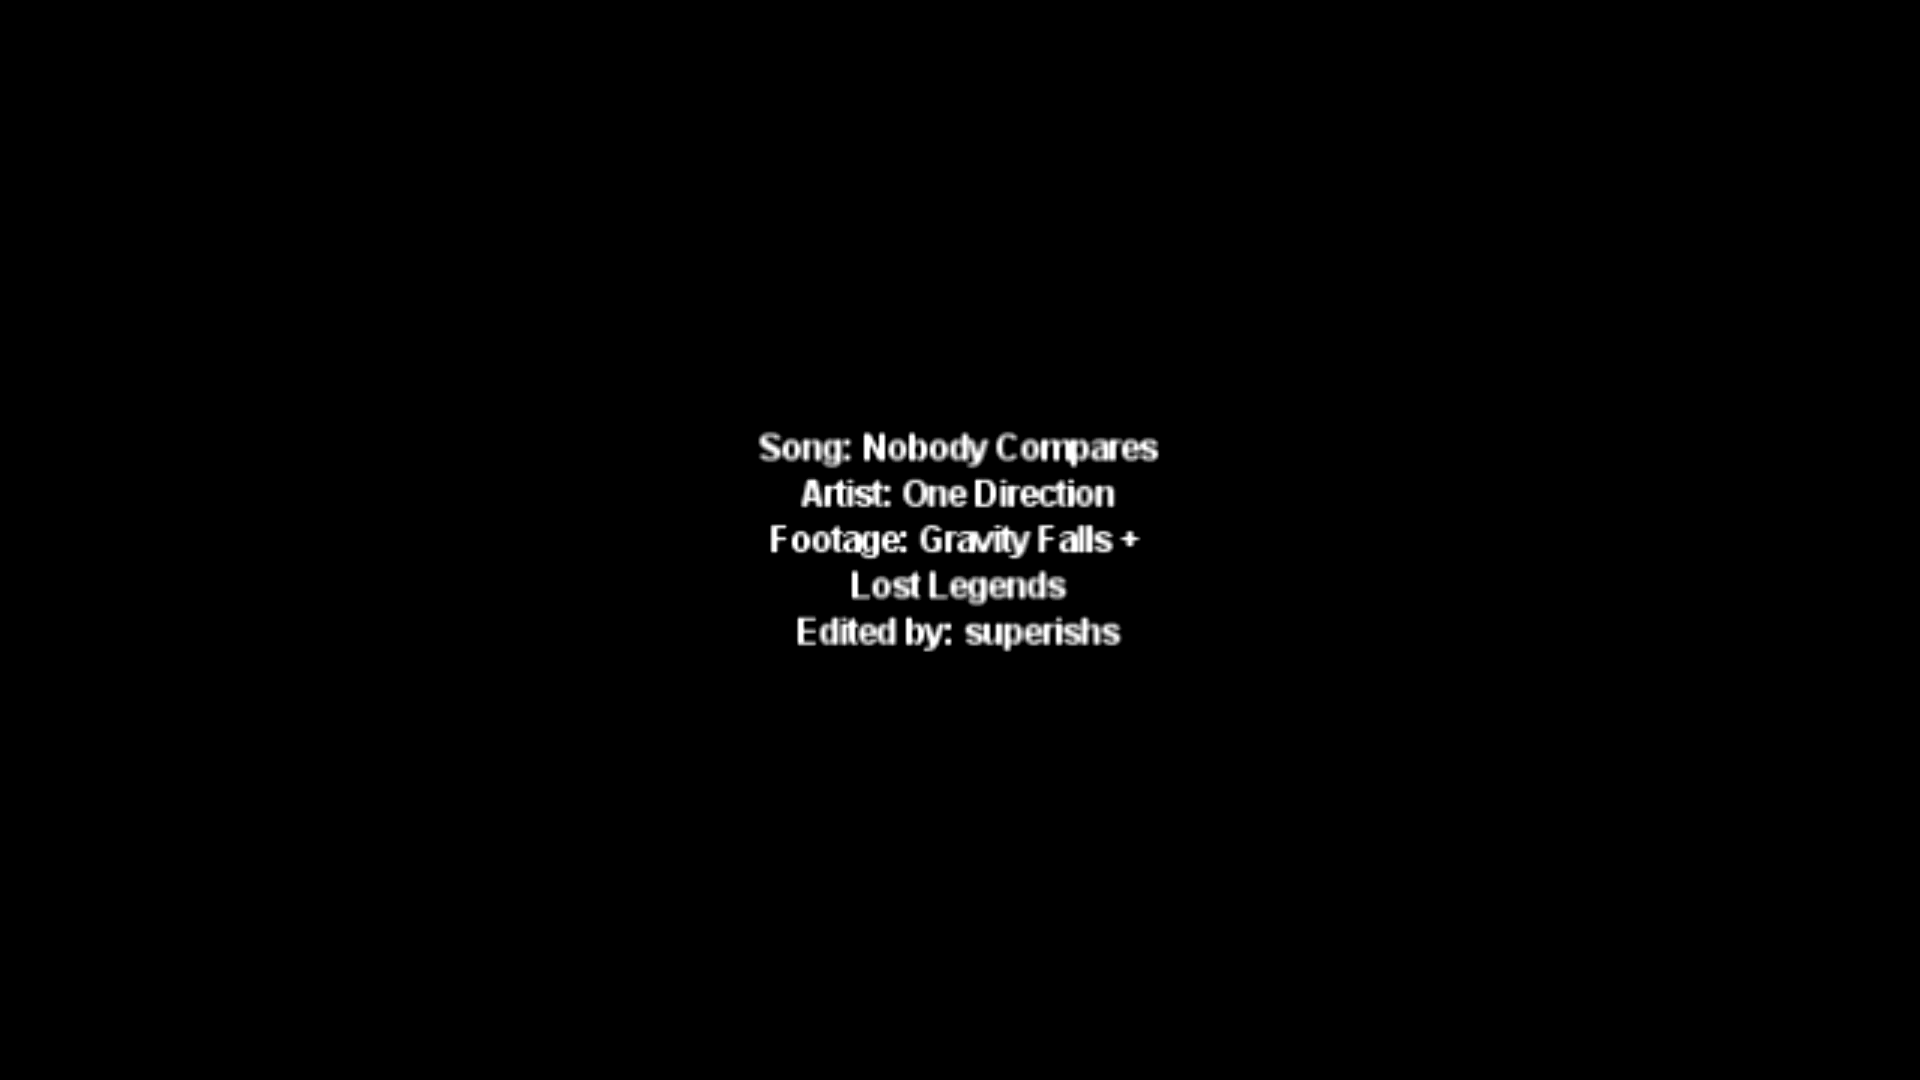 Song: Nobody Compares
Artist: One Direction
Footage: Gravity Falls +
Lost Legends
Edited by: superishs